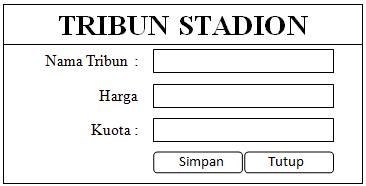 TRIBUN STADION
Nama Tribun :
Harga
Kuota :
Simpan Tutup